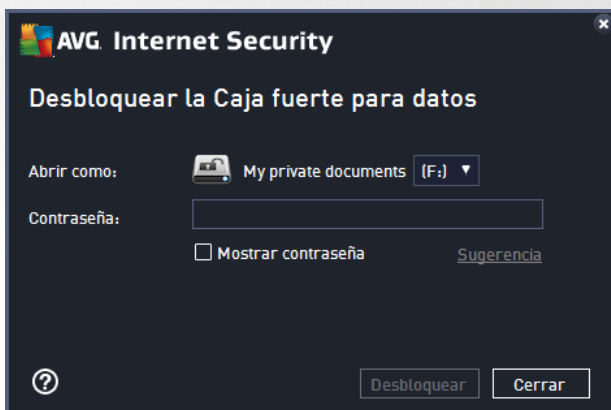 AVG. Internet Security
Desbloquear la Caja fuerte para datos
Abrir como: My private documents (F:)
Contraseña:
Mostrar contraseña Sugerencia
Desbloquear Cerrar